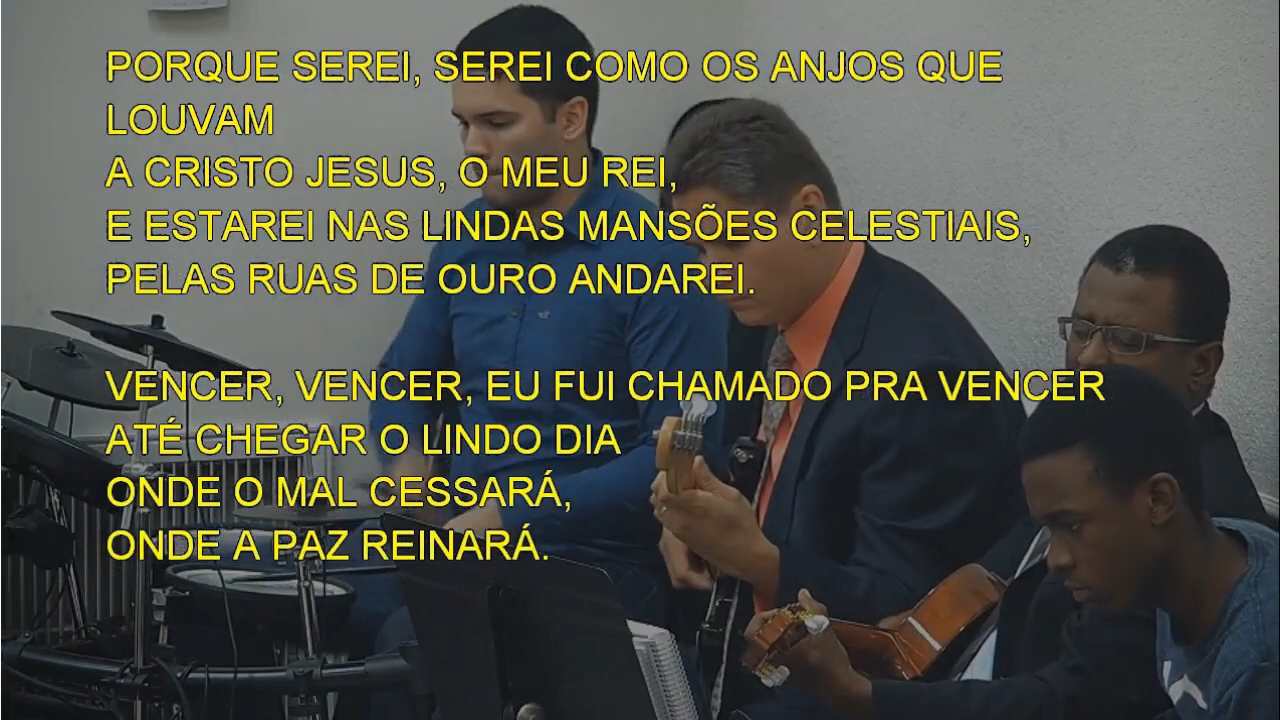 PORQUE SEREI, SEREI COMO OS ANJOS QUE
LOUVAM
A CRISTO JESUS, O MEU REI,
E ESTAREI NAS LINDAS MANSÕES CELESTIAIS,
PELAS RUAS DE OURO ANDAREI.
VENCER, VENCER, EU FUI CHAMADO PRA VENCER
ATÉ CHEGAR O LINDO DIA
ONDE O MAL CESSARÁ,
ONDE A PAZ REINARÁ.